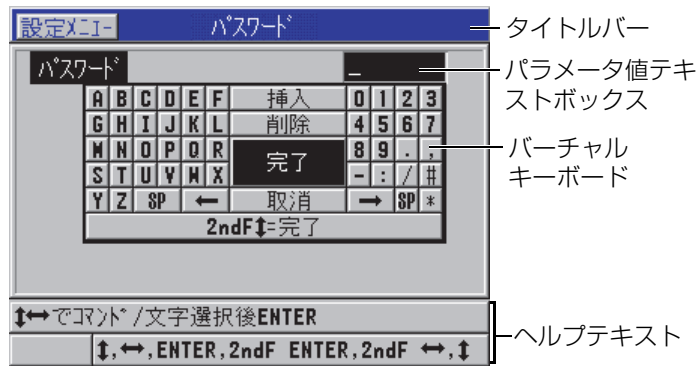 設定ﾒﾆｭｰ
ﾊﾟｽﾜｰﾄﾞ
タイトルバー
ﾊﾟｽﾜｰﾄﾞ
_
パラメータ値テキ
ストボックス
A B C D E F 挿入 0 1 2 3
G H I J K L 削除 4 5 6 7
M N O P Q R 完了 8 9 . ,
S T U V W X - : / #
Y Z SP ← 取消 → SP *
2ndF↕=完了
バーチャル
キーボード
↕↔でｺﾏﾝﾄﾞ/文字選択後ENTER
↕,↔,ENTER,2ndF ENTER,2ndF ↔,↕
ヘルプテキスト